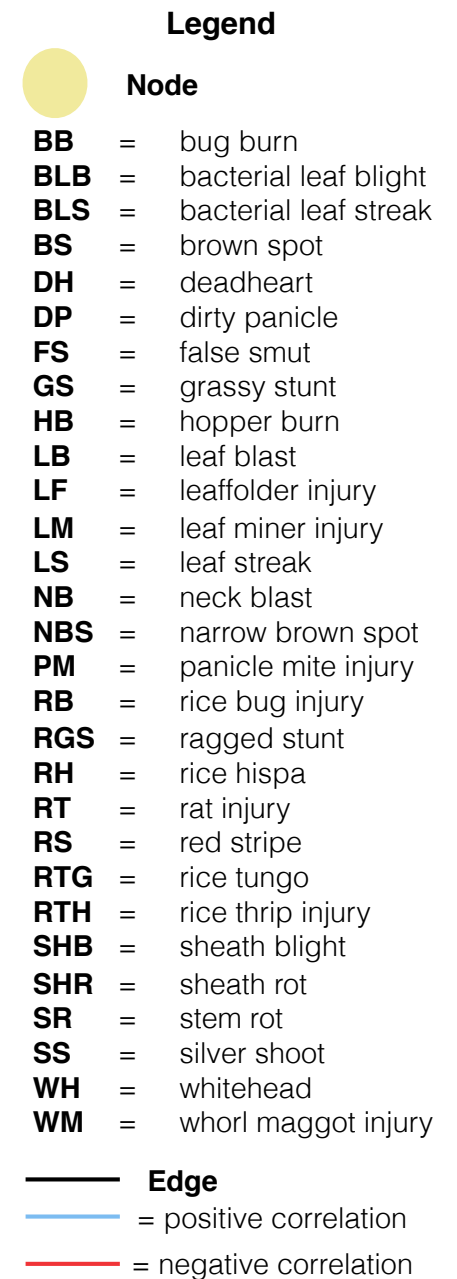 Legend
Node
BB = bug burn
BLB = bacterial leaf blight
BLS = bacterial leaf streak
BS = brown spot
DH = deadheart
DP = dirty panicle
FS = false smut
GS = grassy stunt
HB = hopper burn
LB = leaf blast
LF = leaffolder injury
LM = leaf miner injury
LS = leaf streak
NB = neck blast
NBS = narrow brown spot
PM = panicle mite injury
RB = rice bug injury
RGS = ragged stunt
RH = rice hispa
RT = rat injury
RS = red stripe
RTG = rice tungo
RTH = rice thrip injury
SHB = sheath blight
SHR = sheath rot
SR = stem rot
SS = silver shoot
WH = whitehead
WM = whorl maggot injury
Edge
= positive correlation
= negative correlation